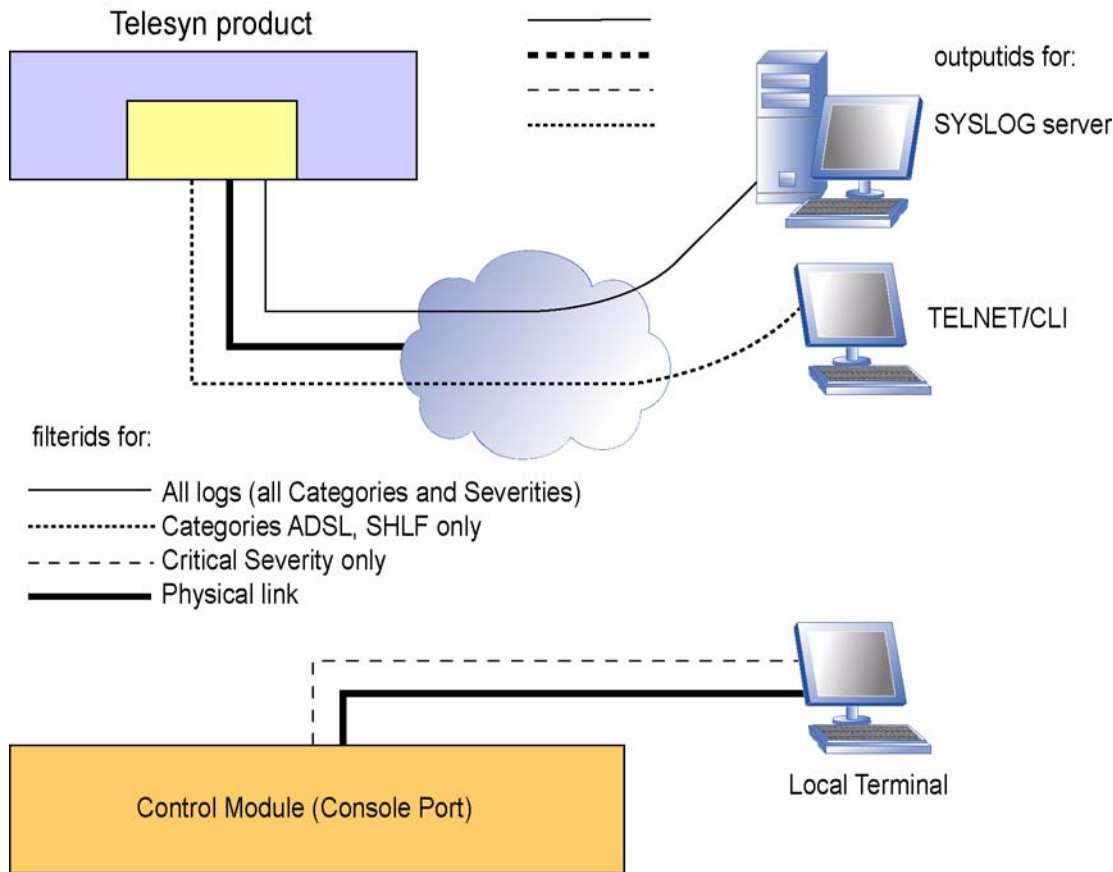 Telesyn product
outputids for:
SYSLOG server
TELNET/CLI
filterids for:
All logs (all Categories and Severities)
Categories ADSL, SHLF only
Critical Severity only
Physical link
Local Terminal
Control Module (Console Port)